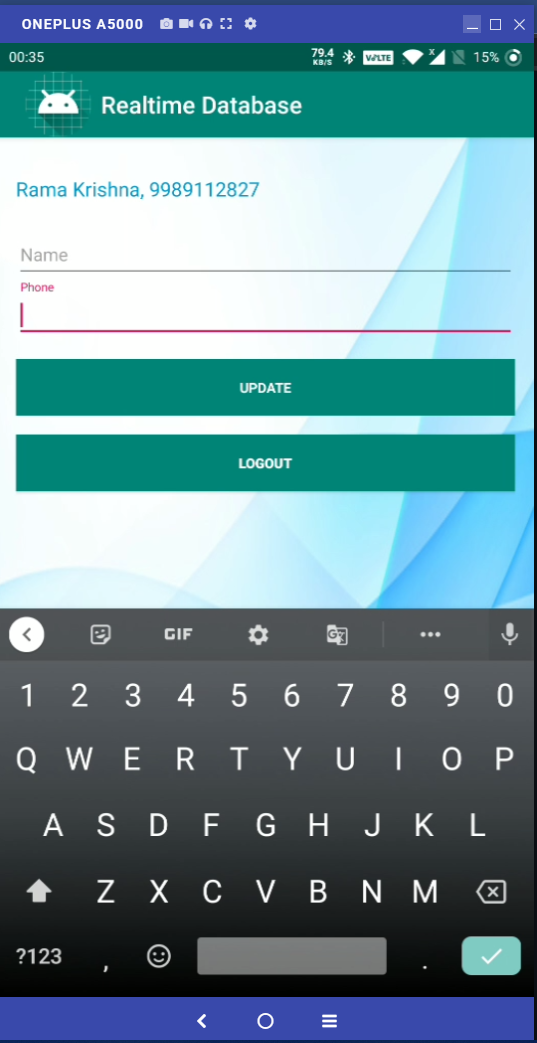 ONEPLUS A5000
00:35 79.4 KB/S VoLTE x 15%
Realtime Database
Rama Krishna, 9989112827
Name
Phone
UPDATE
LOGOUT
GIF
1 2 3 4 5 6 7 8 9 0
Q W E R T Y U I O P
A S D F G H J K L
Z X C V B N M
?123 , .